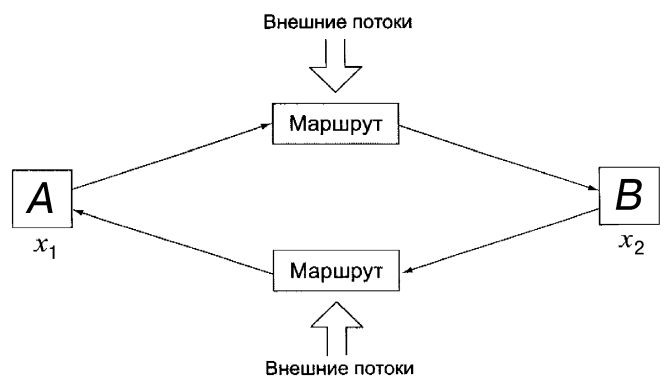 Внешние потоки
Маршрут
A
B
x₁
x₂
Маршрут
Внешние потоки